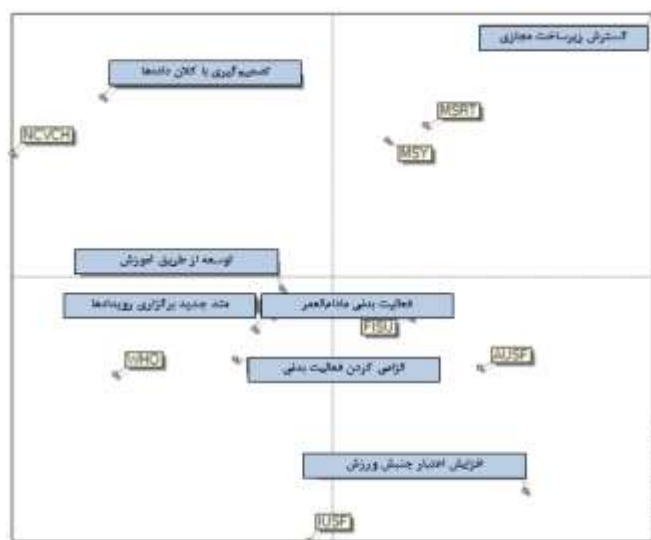 گسترش زیرساخت مجازی
تصمیم‌گیری با کلان داده‌ها
MSRT
NCVCH
MSY
توسعه از طریق آموزش
متد جدید برگزاری رویدادها
فعالیت بدنی مادام‌العمر
FISU
WHO
الزامی کردن فعالیت بدنی
AUSF
افزایش اعتبار جنبش ورزش
IUSF